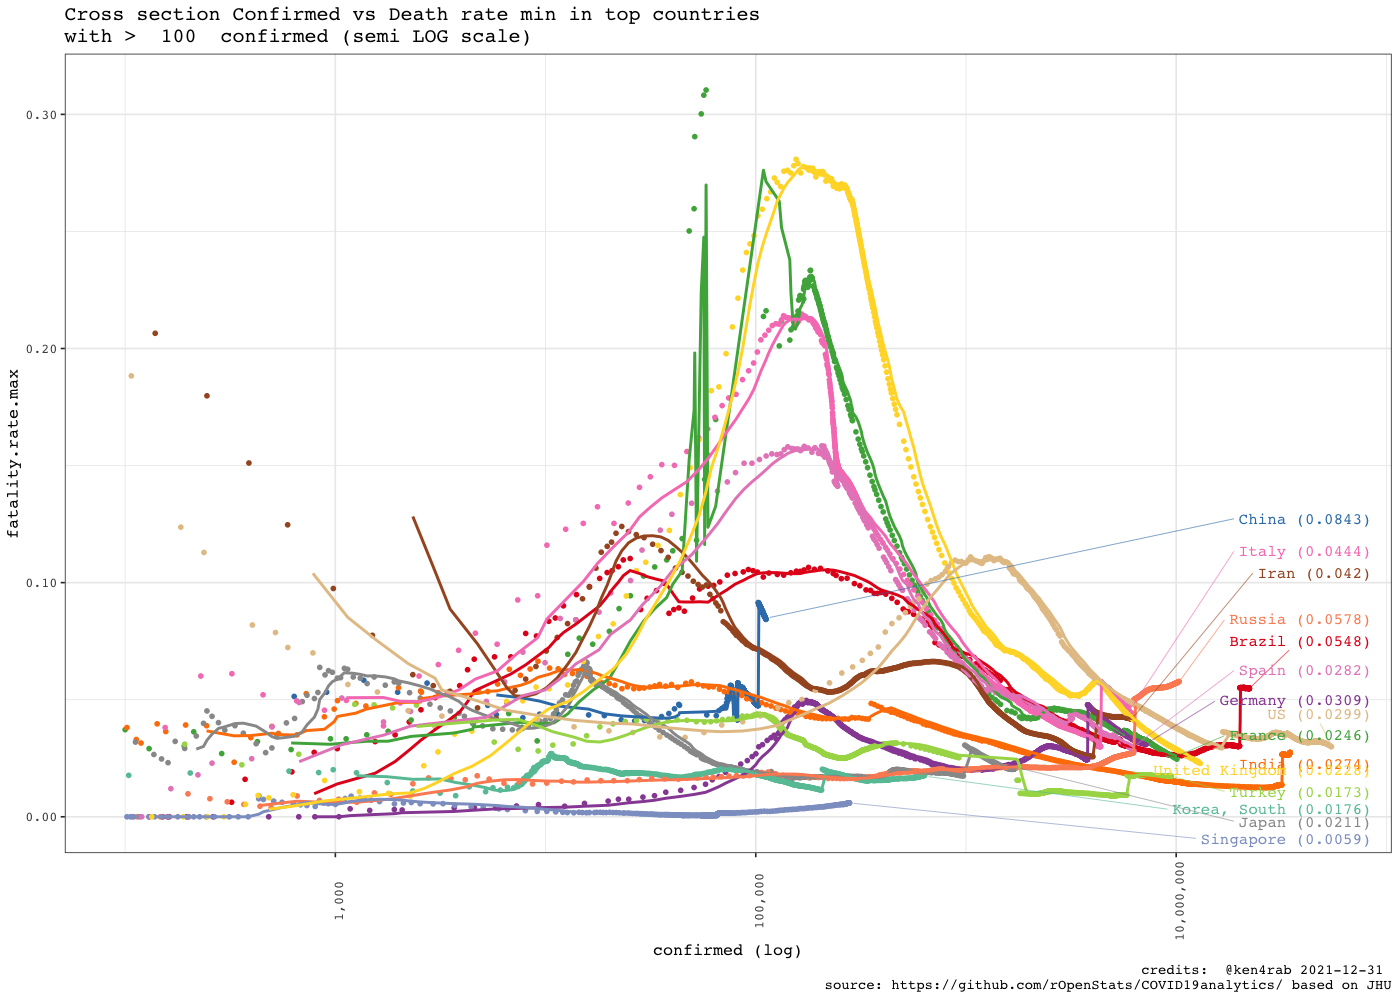 Cross section Confirmed vs Death rate min in top countries
with >  100  confirmed (semi LOG scale)
0.30
0.20
0.10
0.00
fatality.rate.max
China (0.0843)
Italy (0.0444)
Iran (0.042)
Russia (0.0578)
Brazil (0.0548)
Spain (0.0282)
Germany (0.0309)
US (0.0299)
France (0.0246)
India (0.0274)
United Kingdom (0.0228)
Turkey (0.0173)
Korea, South (0.0176)
Japan (0.0211)
Singapore (0.0059)
1,000
100,000
10,000,000
confirmed (log)
credits:  @ken4rab 2021-12-31
source: https://github.com/rOpenStats/COVID19analytics/ based on JHU